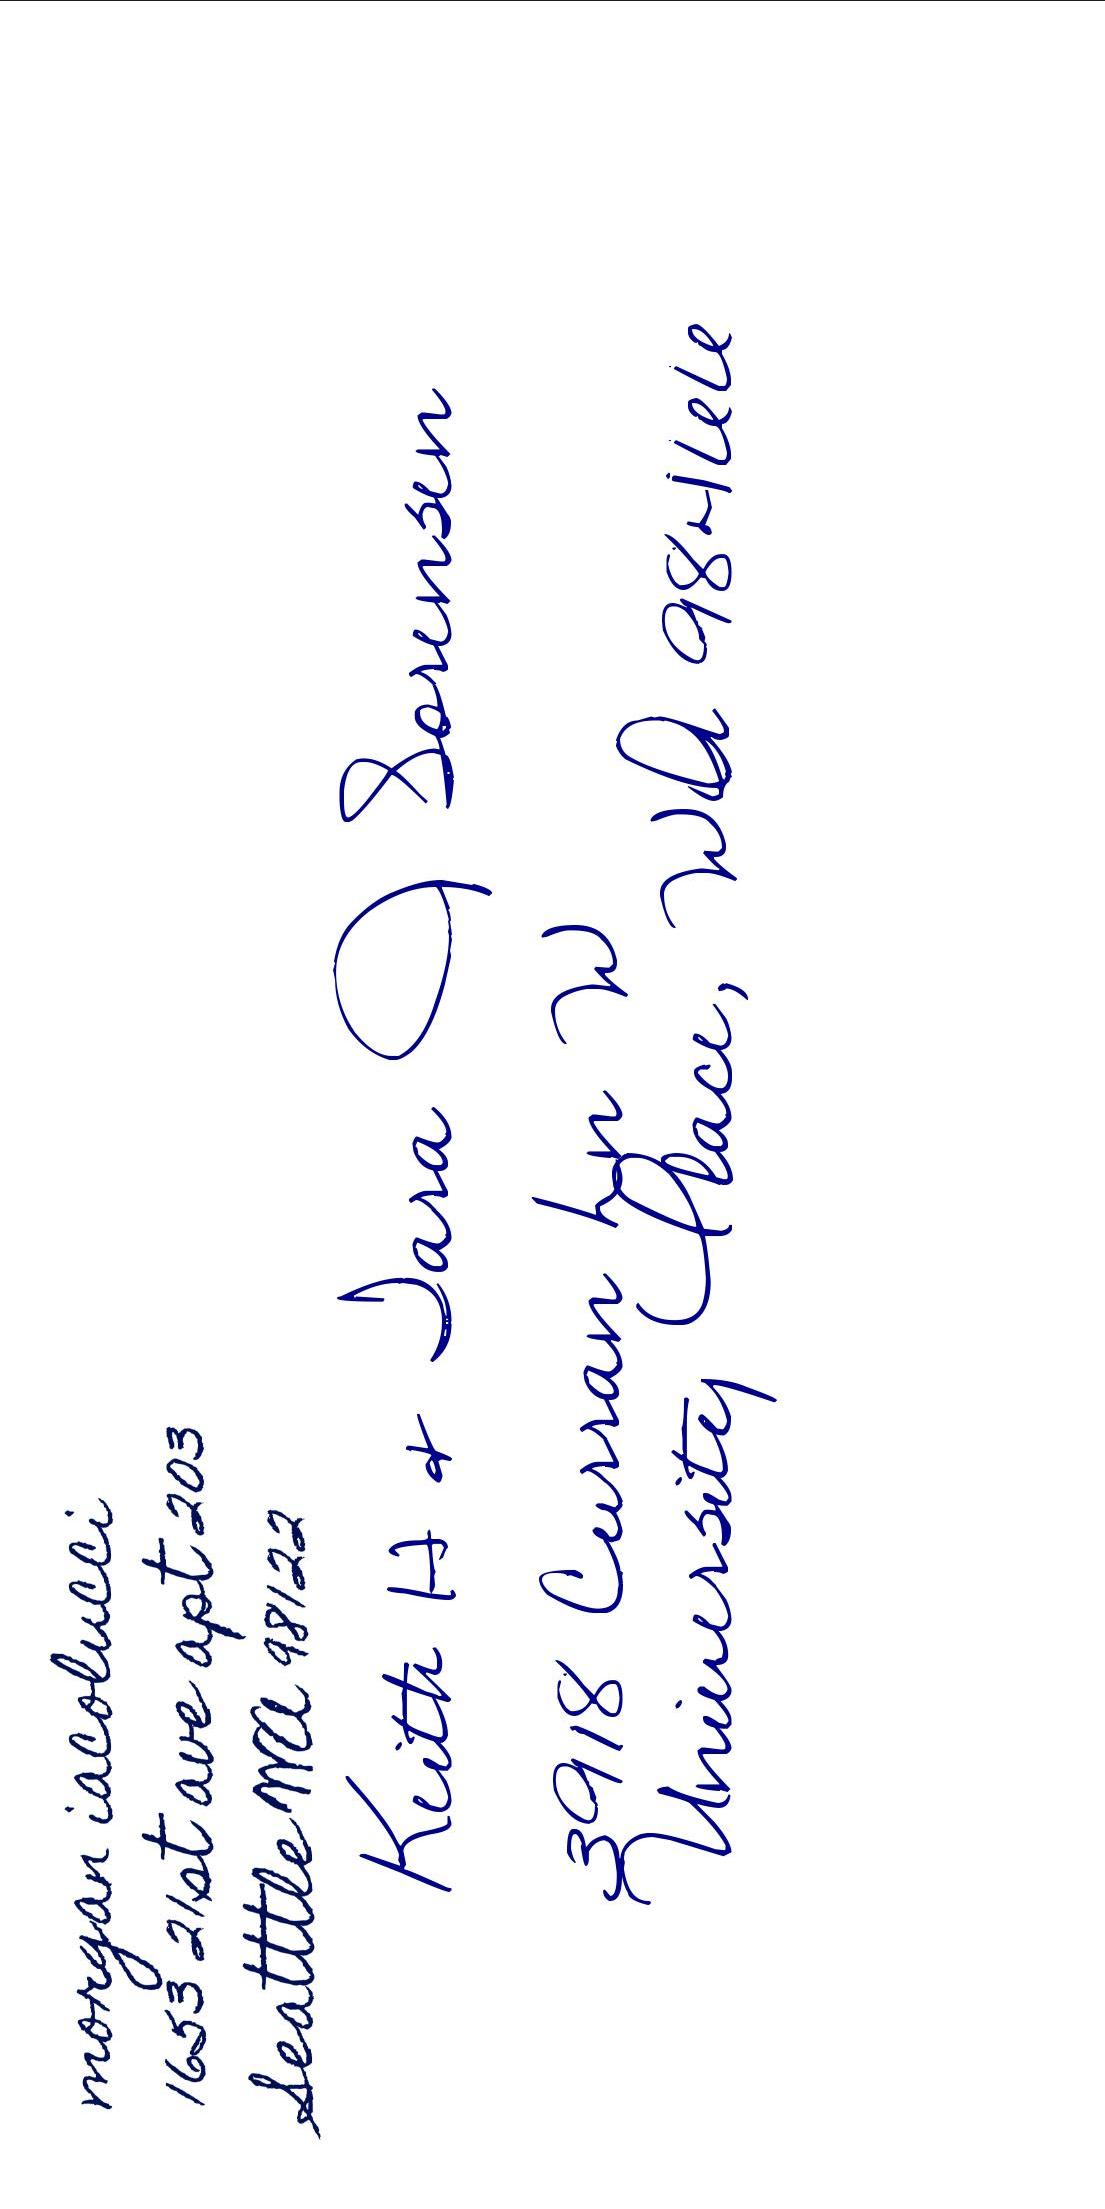 morgan iacolucci
1653 21st ave apt 203
Seattle WA 98122
Keith H & Tara J Sorensen
3918 Curran Ln W
University Place, WA 98466